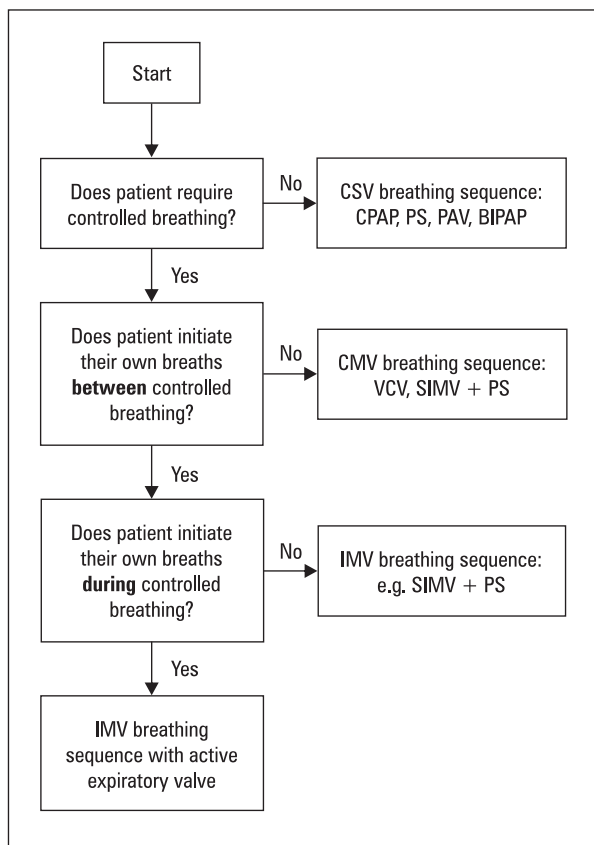 Start
Does patient require
controlled breathing?
No
CSV breathing sequence:
CPAP, PS, PAV, BIPAP
Yes
Does patient initiate
their own breaths
between controlled
breathing?
No
CMV breathing sequence:
VCV, SIMV + PS
Yes
Does patient initiate
their own breaths
during controlled
breathing?
No
IMV breathing sequence:
e.g. SIMV + PS
Yes
IMV breathing
sequence with active
expiratory valve